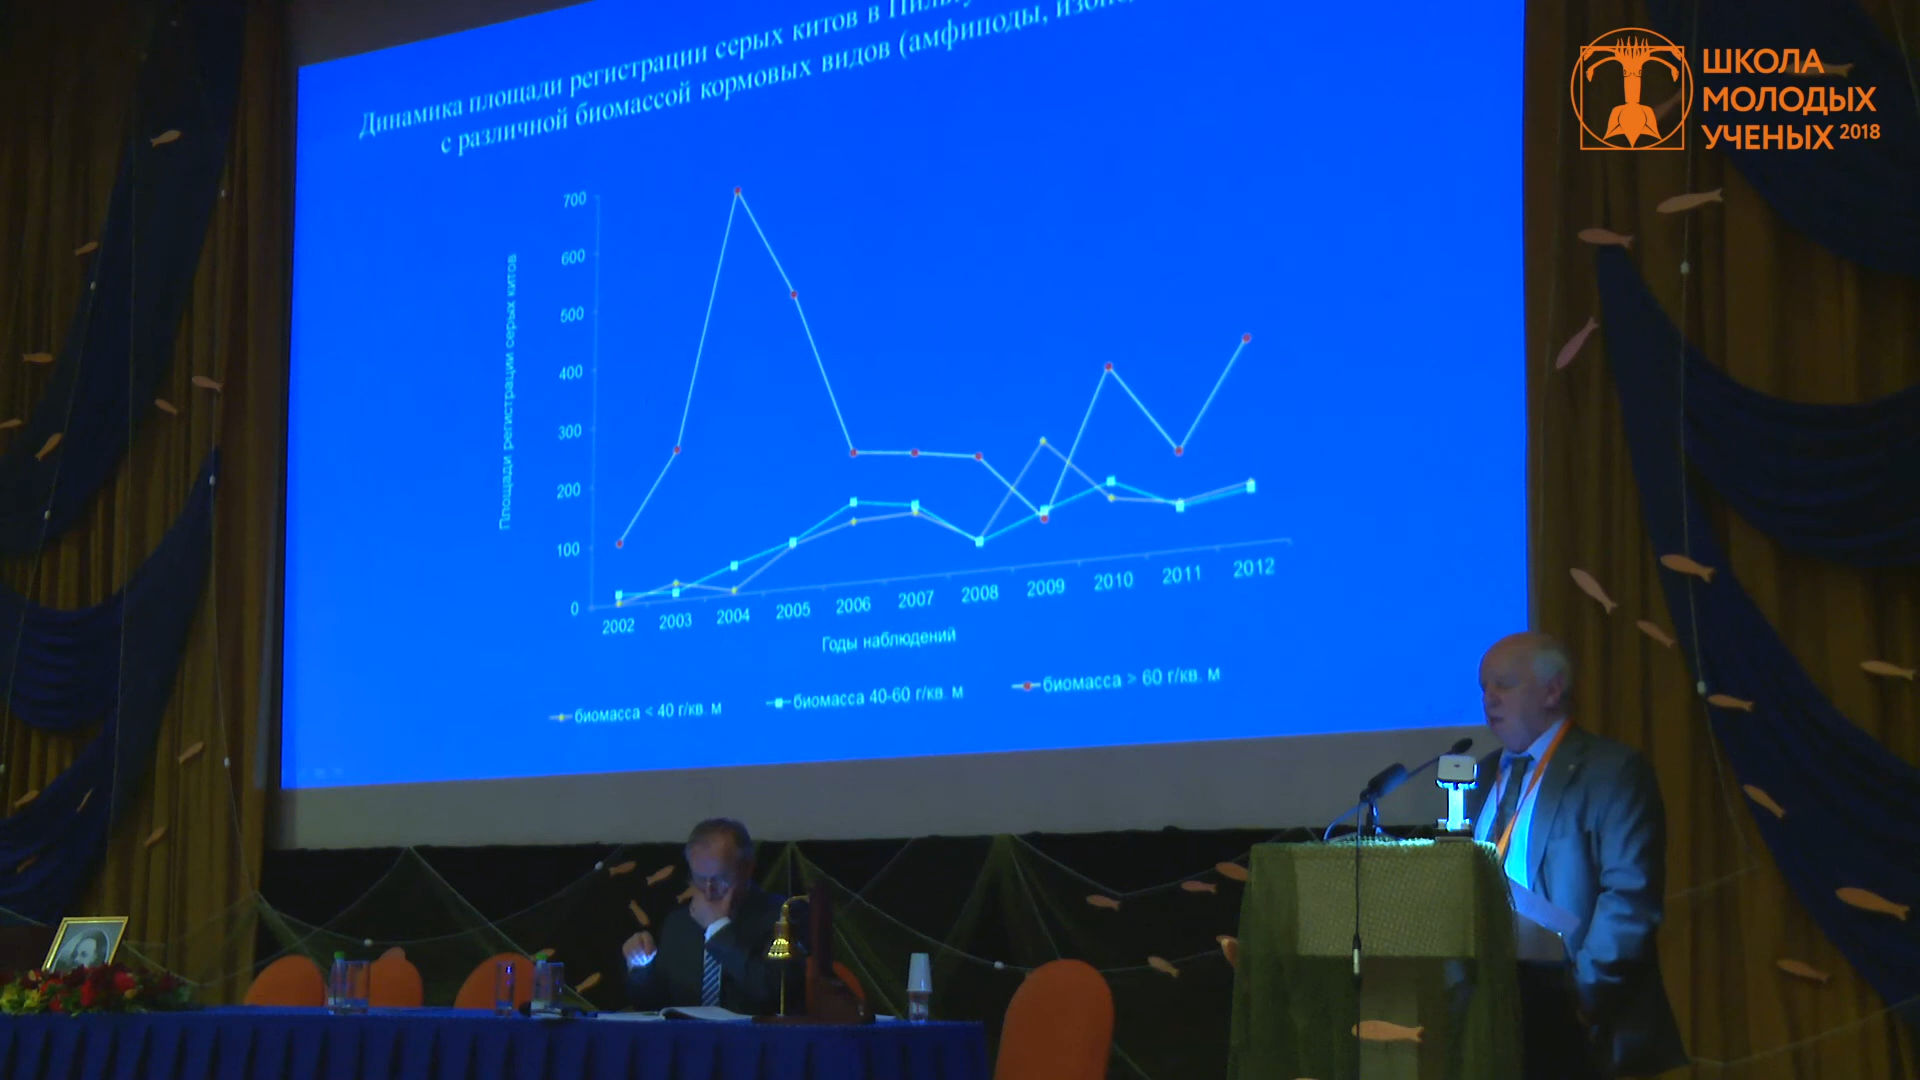 Динамика площади регистрации серых китов в
с различной биомассой кормовых видов (амфиподы,
Площади регистрации серых китов
700
600
500
400
300
200
100
0
2002 2003 2004 2005 2006 2007 2008 2009 2010 2011 2012
Годы наблюдений
биомасса < 40 г/кв. м биомасса 40-60 г/кв. м биомасса > 60 г/кв. м
ШКОЛА
МОЛОДЫХ
УЧЕНЫХ 2018